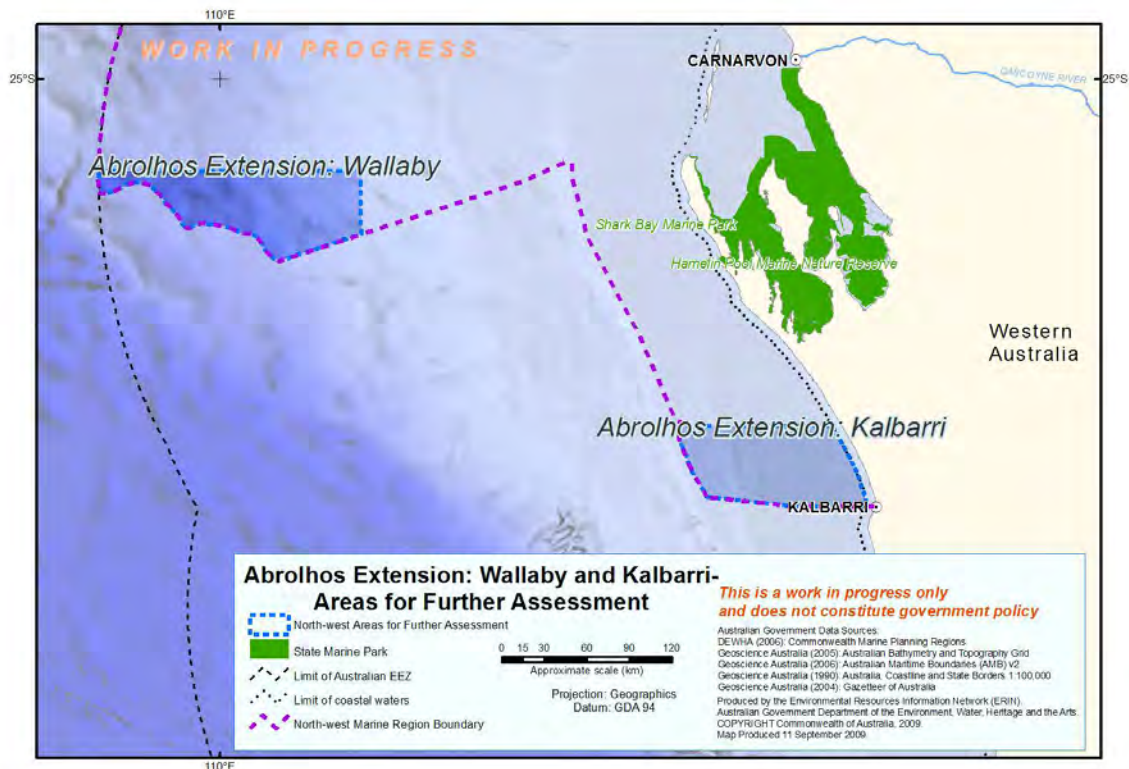 110°E
WORK IN PROGRESS
CARNARVON
25°S
25°S
GASCOYNE RIVER
Abrolhos Extension: Wallaby
Shark Bay Marine Park
Hamelin Pool Marine Nature Reserve
Western
Australia
Abrolhos Extension: Kalbarri
KALBARRI
Abrolhos Extension: Wallaby and Kalbarri-
Areas for Further Assessment
North-west Areas for Further Assessment
State Marine Park
Limit of Australian EEZ
Limit of coastal waters
North-west Marine Region Boundary
0 15 30 60 90 120
Approximate scale (km)
Projection: Geographics
Datum: GDA 94
This is a work in progress only
and does not constitute government policy
Australian Government Data Sources:
DEWHA (2006): Commonwealth Marine Planning Regions
Geoscience Australia (2005): Australian Bathymetry and Topography Grid
Geoscience Australia (2006): Australian Maritime Boundaries (AMB) v2
Geoscience Australia (1990): Australia, Coastline and State Borders 1:100,000
Geoscience Australia (2004): Gazetteer of Australia
Produced by the Environmental Resources Information Network (ERIN).
Australian Government Department of the Environment, Water, Heritage and the Arts.
COPYRIGHT Commonwealth of Australia, 2009
Map Produced 11 September 2009
110°E